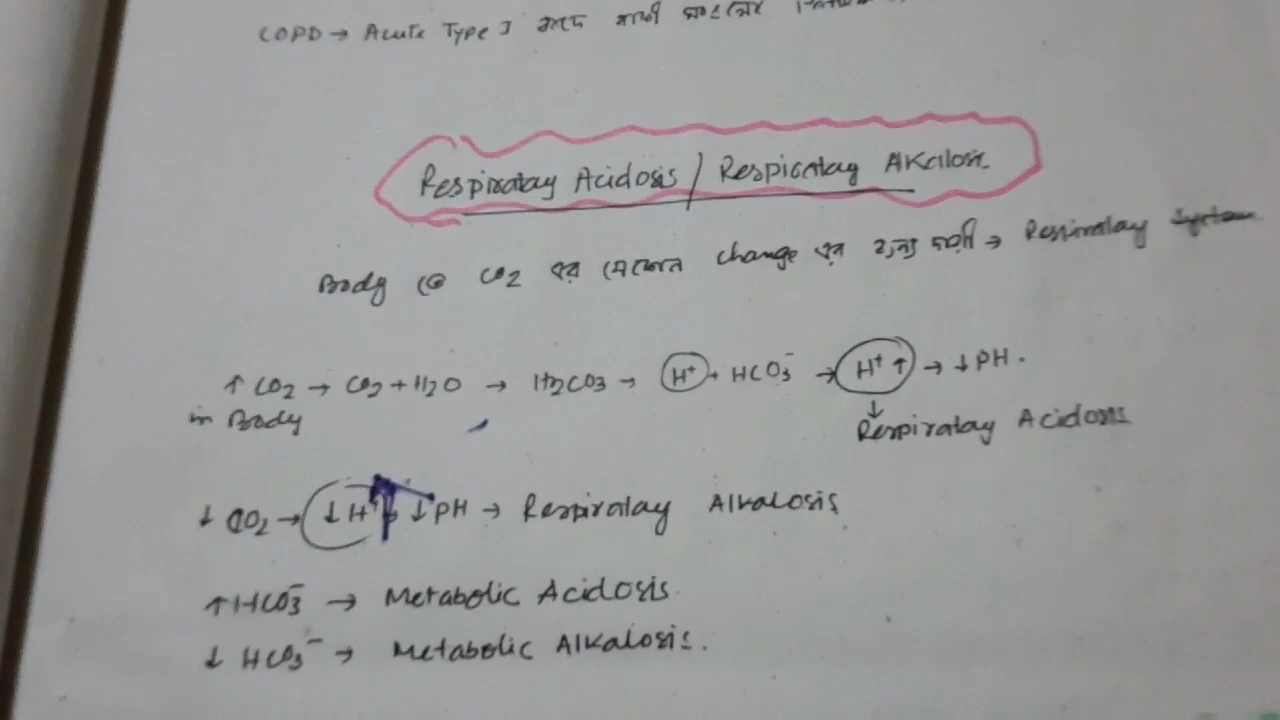 COPD → Acute Type 1
Respiratory Acidosis / Respiratory Alkalosis
Body @ CO2 এর যেকোন change এর জন্য দায়ী → Respiratory System
↑ CO2 → CO2 + H2O → H2CO3 → H+ + HCO3- → H+ ↑ → ↓ PH.
in Body
↓
Respiratory Acidosis
↓ CO2 → ↓ H+ ↓ PH → Respiratory Alkalosis
↑ HCO3- → Metabolic Acidosis
↓ HCO3- → Metabolic Alkalosis.